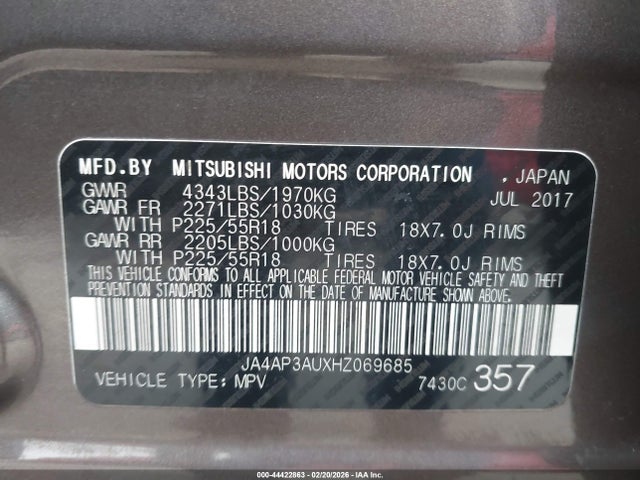 MFD.BY MITSUBISHI MOTORS CORPORATION . JAPAN
GWR 4343LBS/1970KG JUL 2017
GAWR FR 2271LBS/1030KG
WITH P225/55R18 TIRES 18X7.0J RIMS
GAWR RR 2205LBS/1000KG
WITH P225/55R18 TIRES 18X7.0J RIMS
THIS VEHICLE CONFORMS TO ALL APPLICABLE FEDERAL MOTOR VEHICLE SAFETY AND THEFT
PREVENTION STANDARDS IN EFFECT ON THE DATE OF MANUFACTURE SHOWN ABOVE.
JA4AP3AUXHZ069685
VEHICLE TYPE: MPV 7430C 357
000-44422863 - 02/20/2026 - IAA Inc.